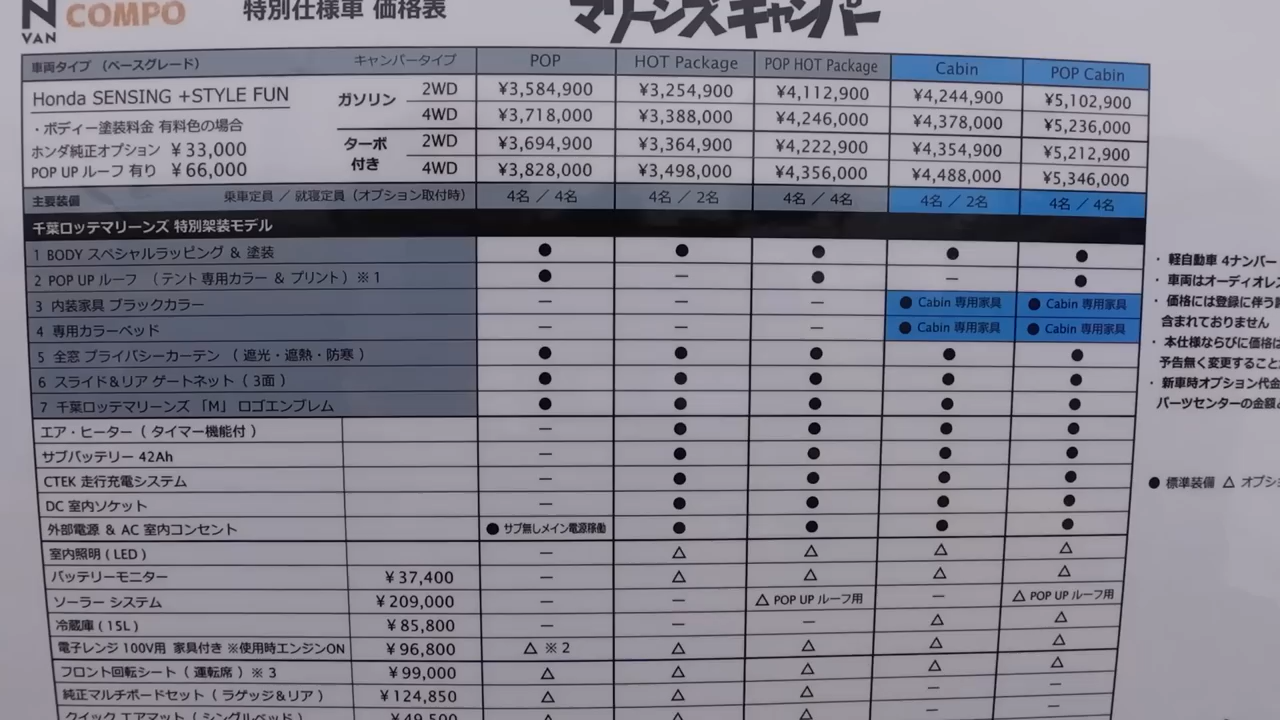 N COMPO 特別仕様車 価格表 マリーンズキャンパー
VAN
車両タイプ （ベースグレード） キャンパータイプ POP HOT Package POP HOT Package Cabin POP Cabin
Honda SENSING +STYLE FUN ガソリン 2WD ¥3,584,900 ¥3,254,900 ¥4,112,900 ¥4,244,900 ¥5,102,900
・ボディー塗装料金 有料色の場合 4WD ¥3,718,000 ¥3,388,000 ¥4,246,000 ¥4,378,000 ¥5,236,000
ホンダ純正オプション ¥33,000 ターボ付き 2WD ¥3,694,900 ¥3,364,900 ¥4,222,900 ¥4,354,900 ¥5,212,900
POP UP ルーフ 有り ¥66,000 4WD ¥3,828,000 ¥3,498,000 ¥4,356,000 ¥4,488,000 ¥5,346,000
主要装備 乗車定員 ／ 就寝定員（オプション取付時） 4名 ／ 4名 4名 ／ 2名 4名 ／ 4名 4名 ／ 2名 4名 ／ 4名
千葉ロッテマリーンズ 特別架装モデル
1 BODY スペシャルラッピング & 塗装 ● ● ● ● ●
2 POP UP ルーフ （テント専用カラー & プリント）※1 ● － ● － ●
3 内装家具 ブラックカラー － － － ● Cabin 専用家具 ● Cabin 専用家具
4 専用カラーベッド － － － ● Cabin 専用家具 ● Cabin 専用家具
5 全窓 プライバシーカーテン （遮光・遮熱・防寒） ● ● ● ● ●
6 スライド&リア ゲートネット（3面） ● ● ● ● ●
7 千葉ロッテマリーンズ 「M」 ロゴエンブレム ● ● ● ● ●
エア・ヒーター（タイマー機能付） － ● ● ● ●
サブバッテリー 42Ah － ● ● ● ●
CTEK 走行充電システム － ● ● ● ●
DC 室内ソケット － ● ● ● ●
外部電源 & AC 室内コンセント ● サブ無しメイン電源稼働 ● ● ● ●
室内照明（LED） － △ △ △ △
バッテリーモニター ¥37,400 － △ △ △ △
ソーラー システム ¥209,000 － － △ POP UP ルーフ用 － △ POP UP ルーフ用
冷蔵庫（15L） ¥85,800 － － － △ △
電子レンジ 100V用 家具付き ※使用時エンジンON ¥96,800 △ ※2 △ △ △ △
フロント回転シート（運転席）※3 ¥99,000 △ △ △ △ △
純正マルチボードセット（ラゲッジ&リア） ¥124,850 △ △ △ － －
クイック エアマット（シングルベッド） ¥49,500 △ △ △ － －
・ 軽自動車 4ナンバー
・ 車両はオーディオレス
・ 価格には登録に伴う
含まれておりません
・ 本仕様ならびに価格は
予告無く変更すること
・ 新車時オプション代金
パーツセンターの金額
● 標準装備 △ オプシ